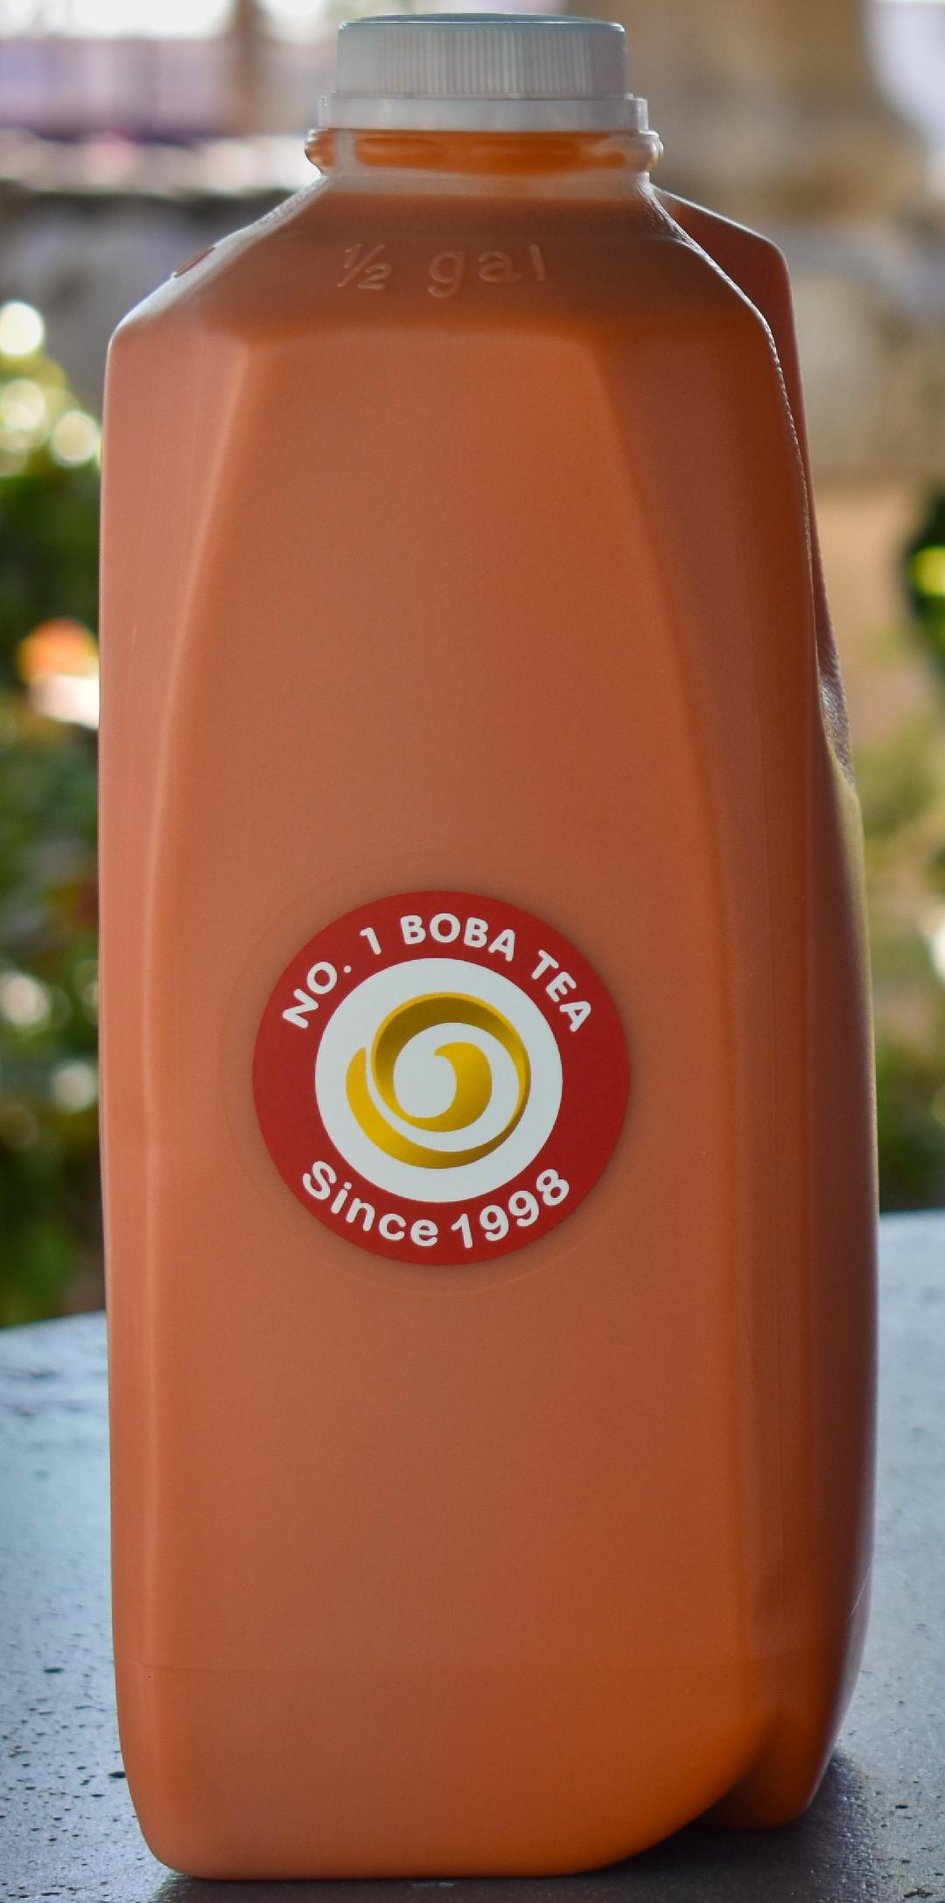 ½ gal
NO. 1 BOBA TEA
Since 1998